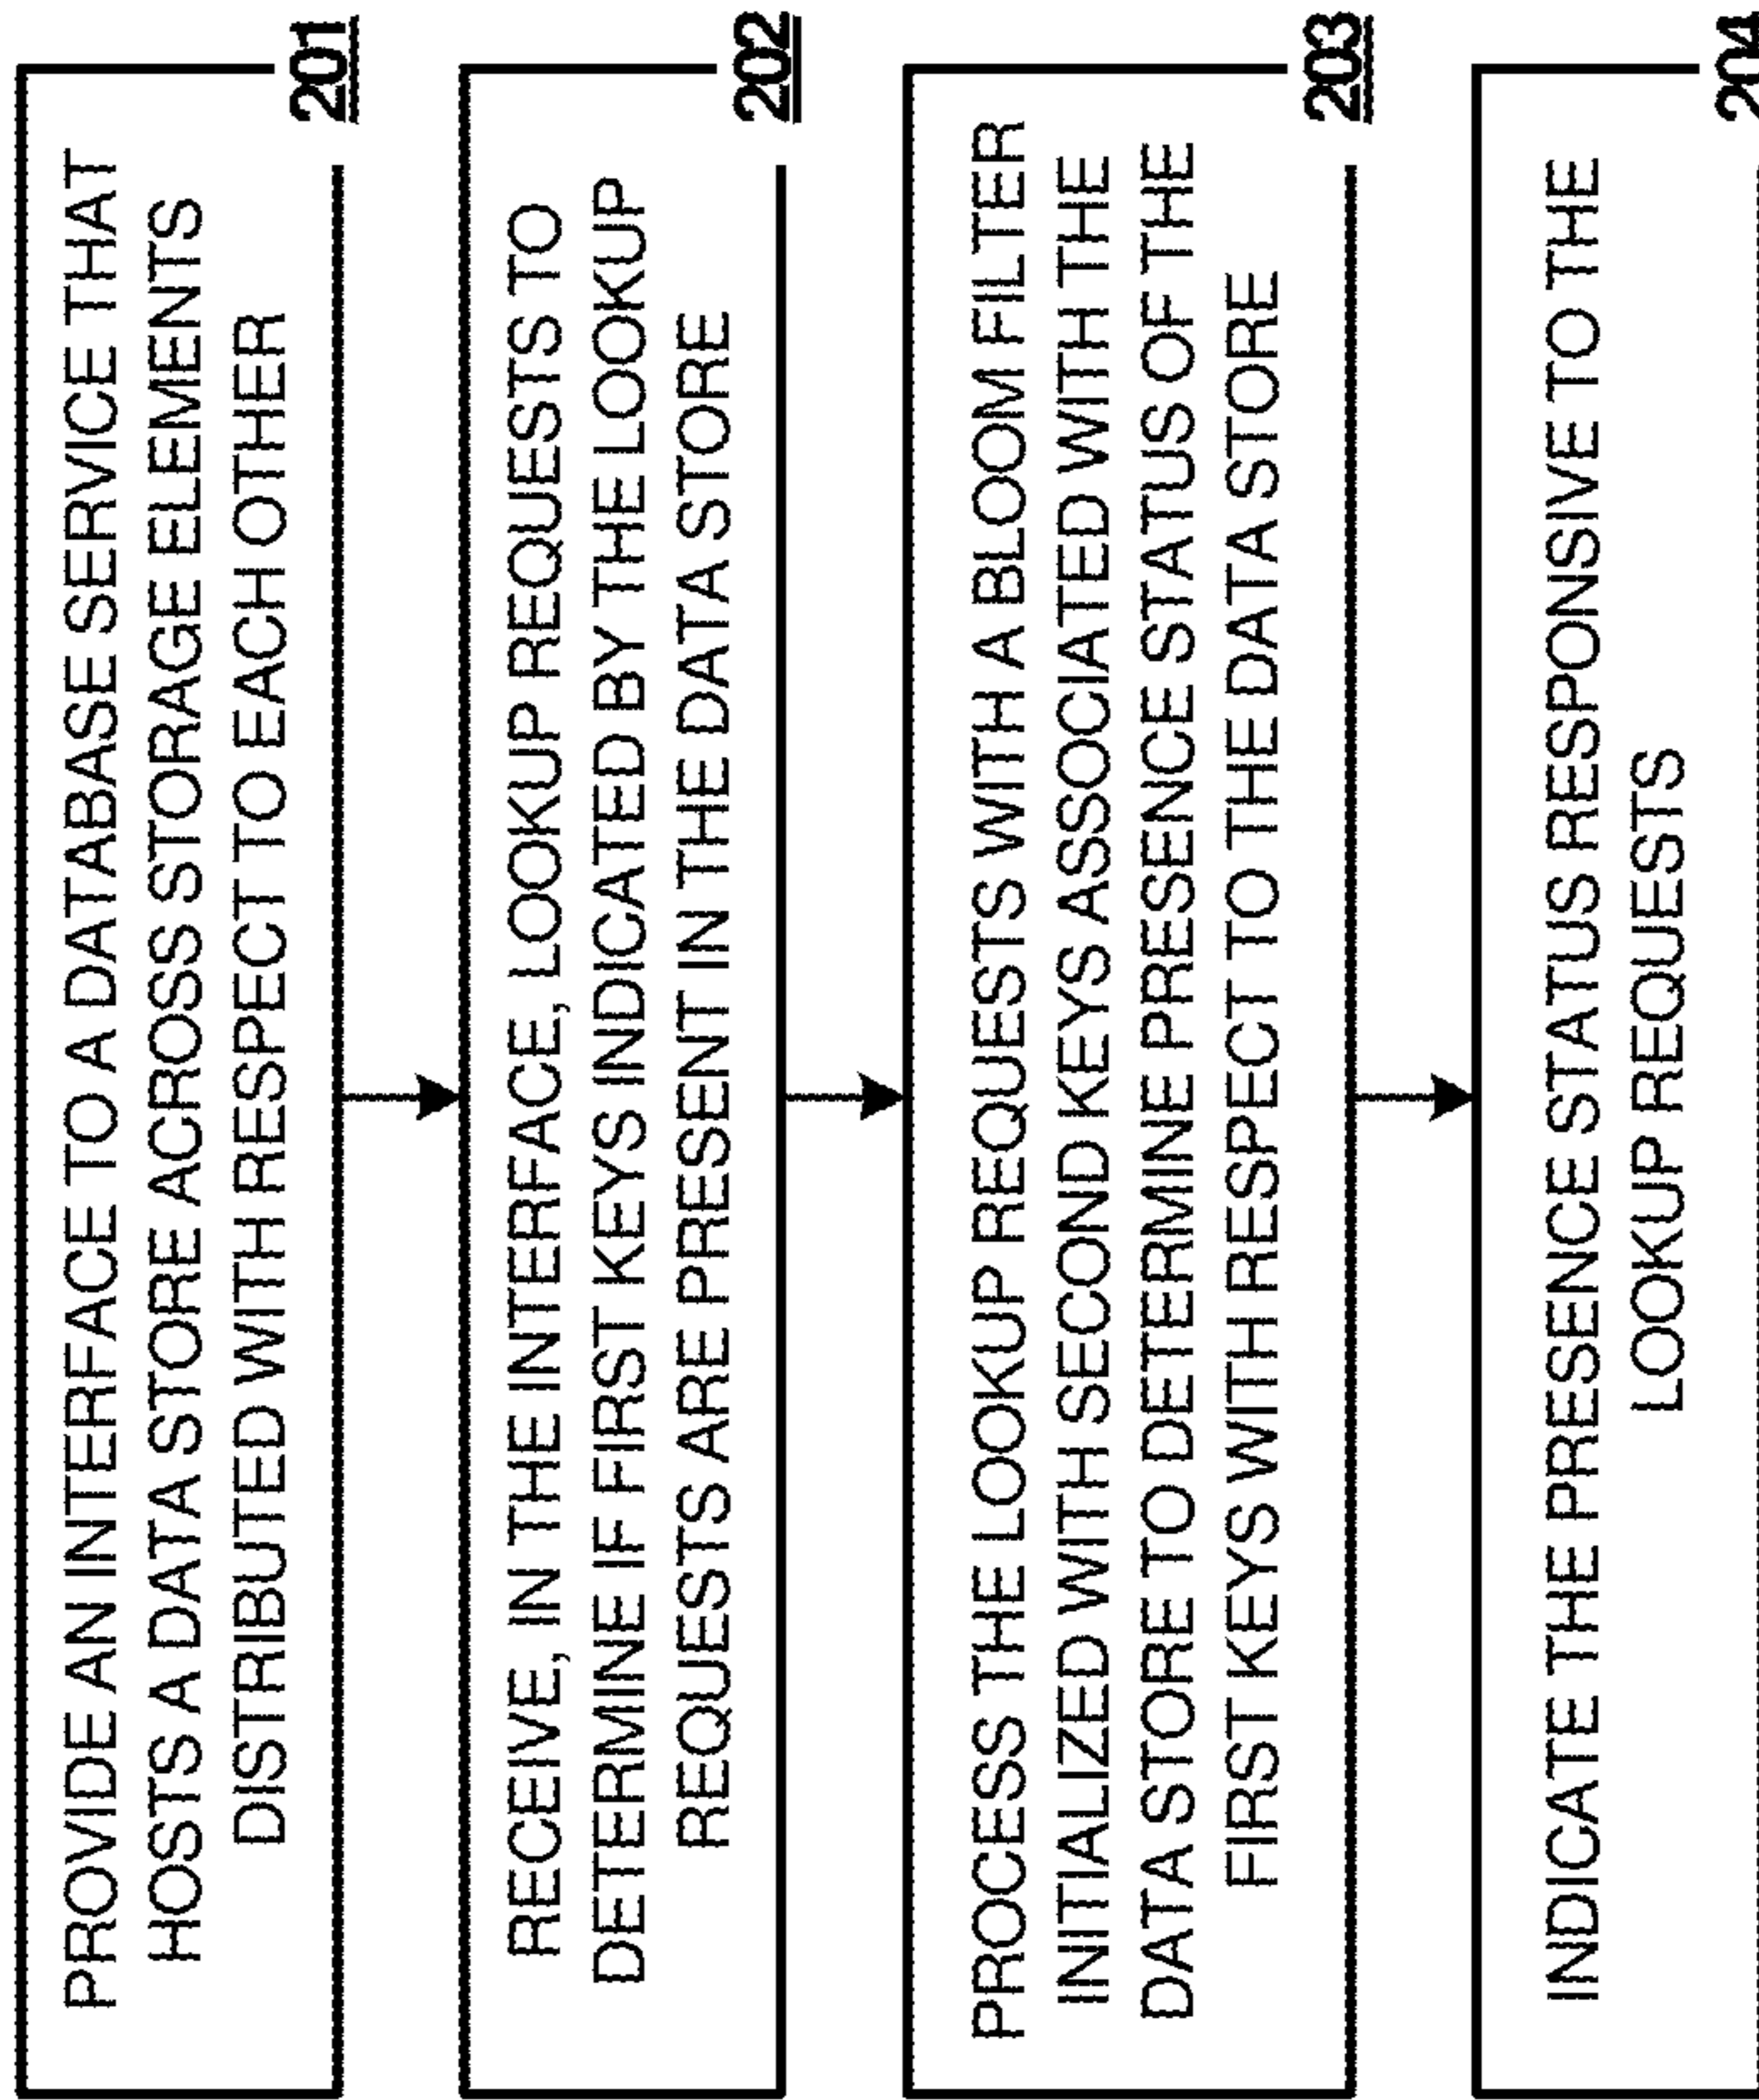 PROVIDE AN INTERFACE TO A DATABASE SERVICE THAT
HOSTS A DATA STORE ACROSS STORAGE ELEMENTS
DISTRIBUTED WITH RESPECT TO EACH OTHER
201
RECEIVE, IN THE INTERFACE, LOOKUP REQUESTS TO
DETERMINE IF FIRST KEYS INDICATED BY THE LOOKUP
REQUESTS ARE PRESENT IN THE DATA STORE
202
PROCESS THE LOOKUP REQUESTS WITH A BLOOM FILTER
INITIALIZED WITH SECOND KEYS ASSOCIATED WITH THE
DATA STORE TO DETERMINE PRESENCE STATUS OF THE
FIRST KEYS WITH RESPECT TO THE DATA STORE
203
INDICATE THE PRESENCE STATUS RESPONSIVE TO THE
LOOKUP REQUESTS
204